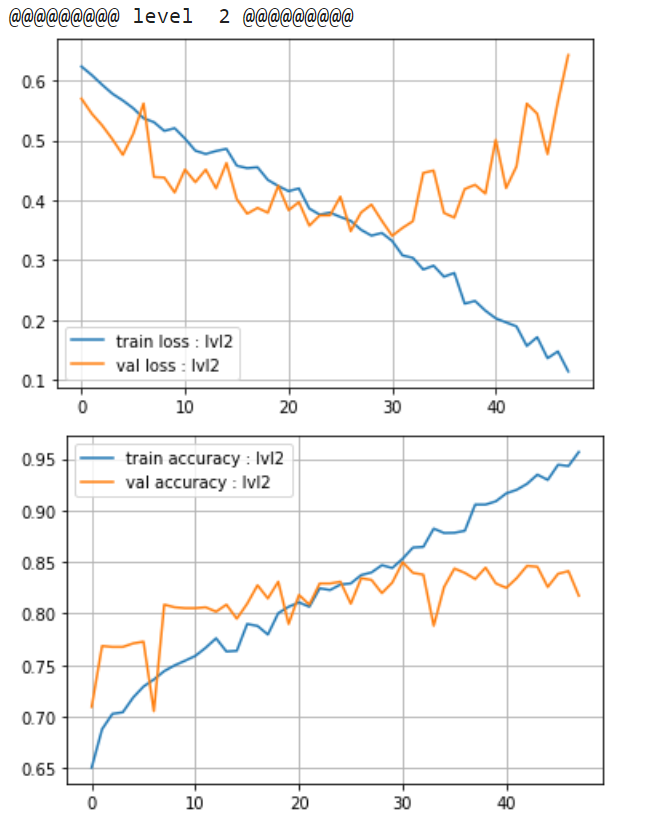 @@@@@@@@@ level  2 @@@@@@@@@
0.6
0.5
0.4
0.3
0.2
0.1
train loss : lvl2
val loss : lvl2
0 10 20 30 40
0.95
0.90
0.85
0.80
0.75
0.70
0.65
train accuracy : lvl2
val accuracy : lvl2
0 10 20 30 40